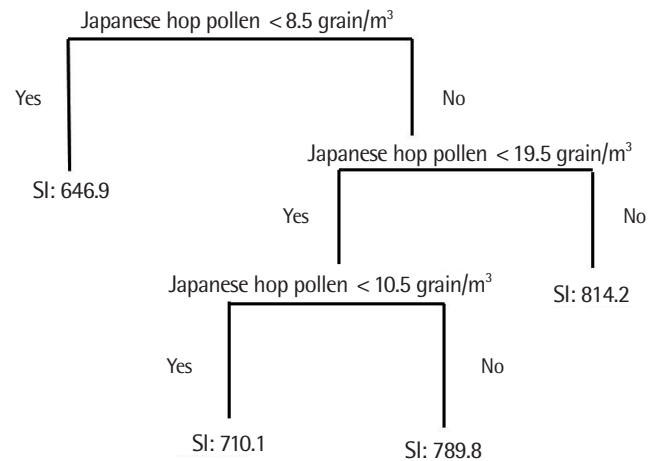 Japanese hop pollen < 8.5 grain/m³
Yes
No
Japanese hop pollen < 19.5 grain/m³
SI: 646.9
Yes
No
Japanese hop pollen < 10.5 grain/m³
SI: 814.2
Yes
No
SI: 710.1
SI: 789.8